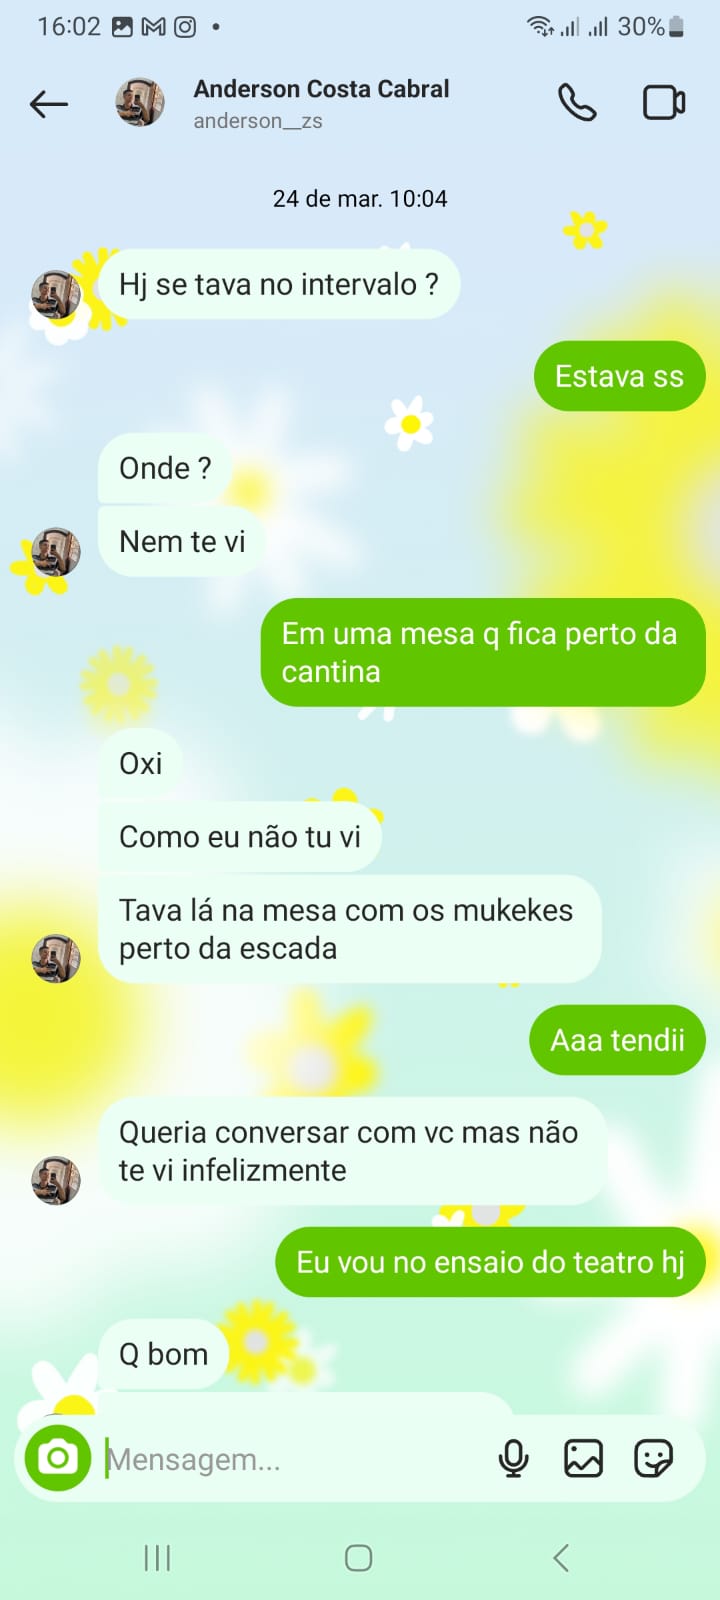 16:02
30%
Anderson Costa Cabral
anderson__zs
24 de mar. 10:04
Hj se tava no intervalo ?
Estava ss
Onde ?
Nem te vi
Em uma mesa q fica perto da
cantina
Oxi
Como eu não tu vi
Tava lá na mesa com os mukekes
perto da escada
Aaa tendii
Queria conversar com vc mas não
te vi infelizmente
Eu vou no ensaio do teatro hj
Q bom
Mensagem...